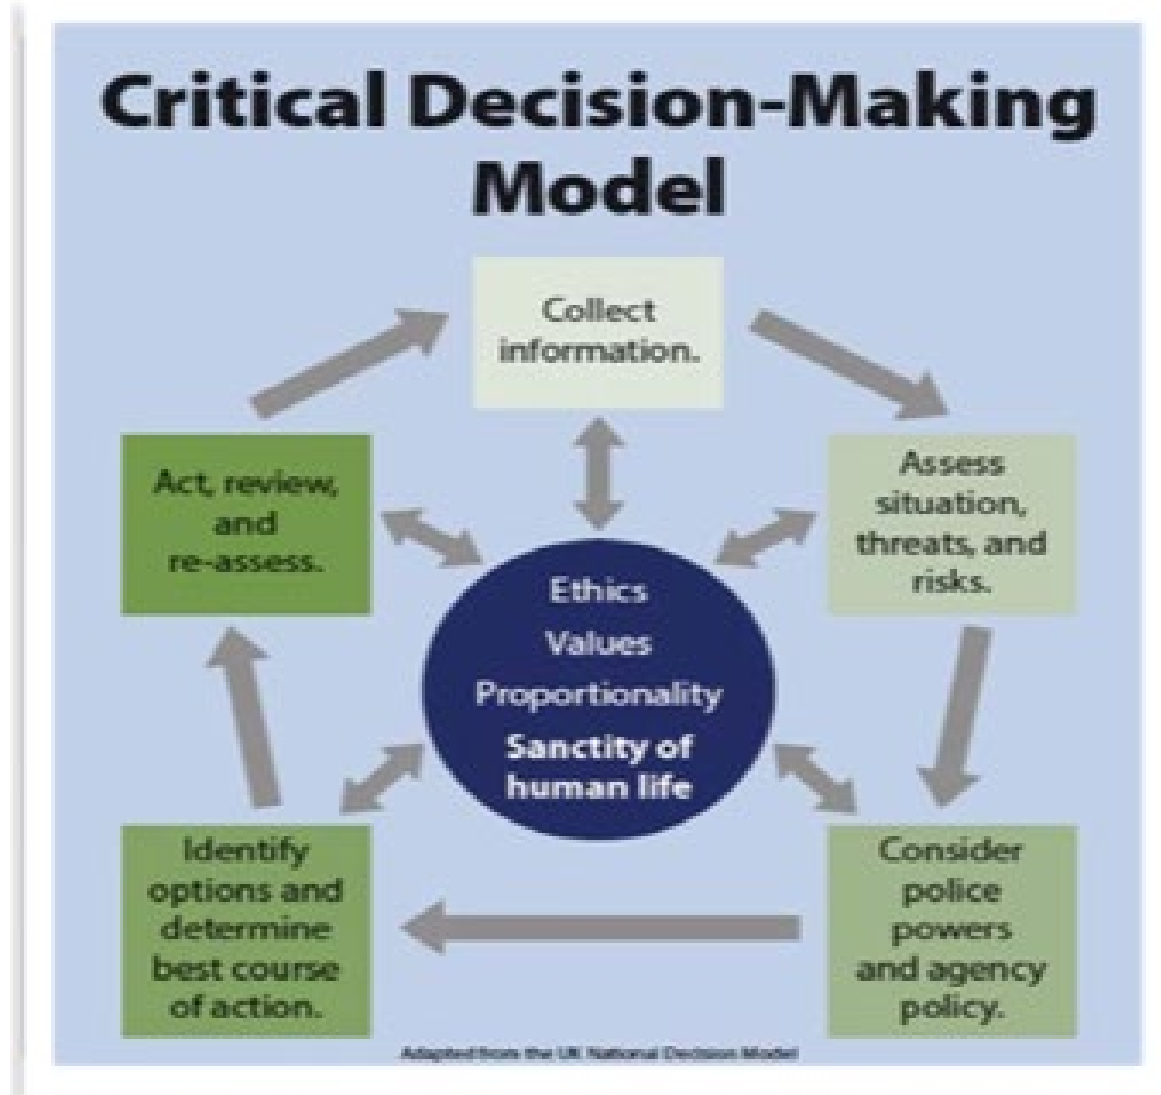 Critical Decision-Making
Model
Collect
information.
Assess
situation,
threats, and
risks.
Consider
police
powers
and agency
policy.
Identify
options and
determine
best course
of action.
Act, review,
and
re-assess.
Ethics
Values
Proportionality
Sanctity of
human life
Adapted from the UK National Decision Model